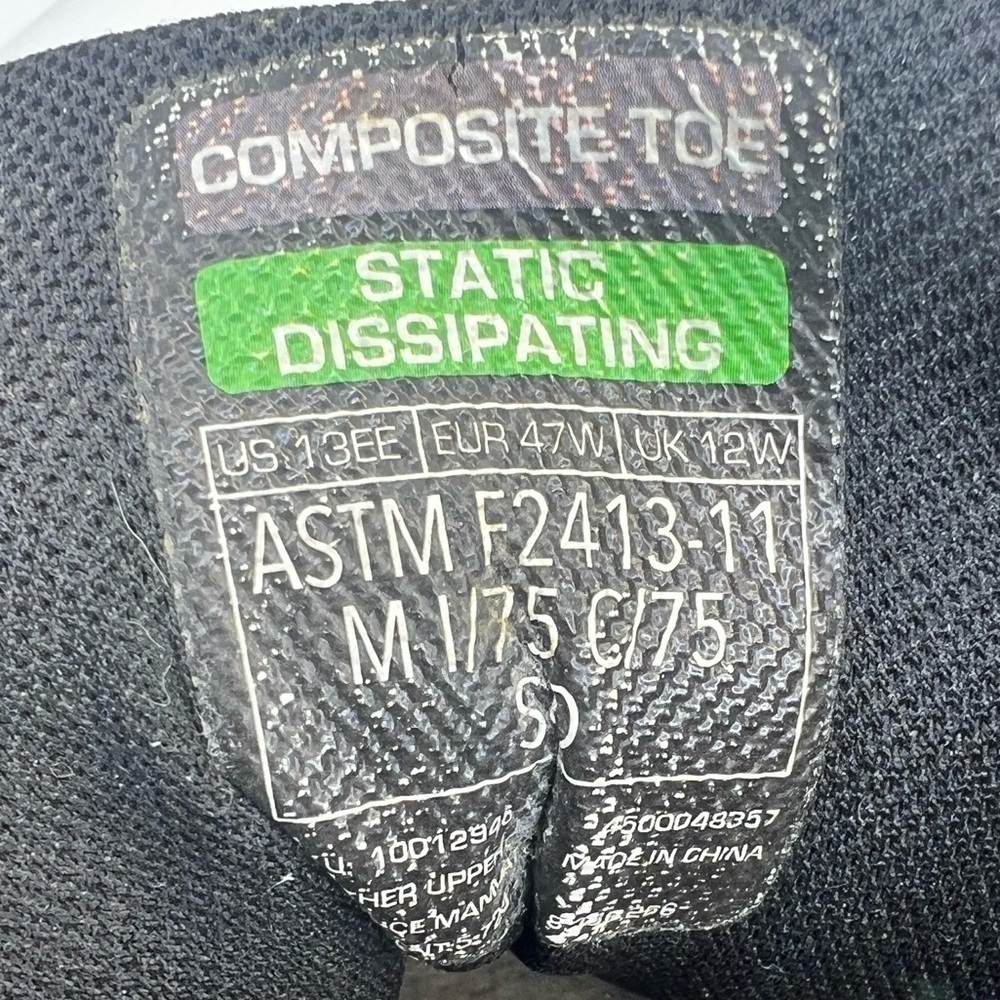 COMPOSITE TOE
STATIC
DISSIPATING
US 13EE EUR 47W UK 12W
ASTM F2413-11
M I/75 C/75
SD
4500048357
MADE IN CHINA